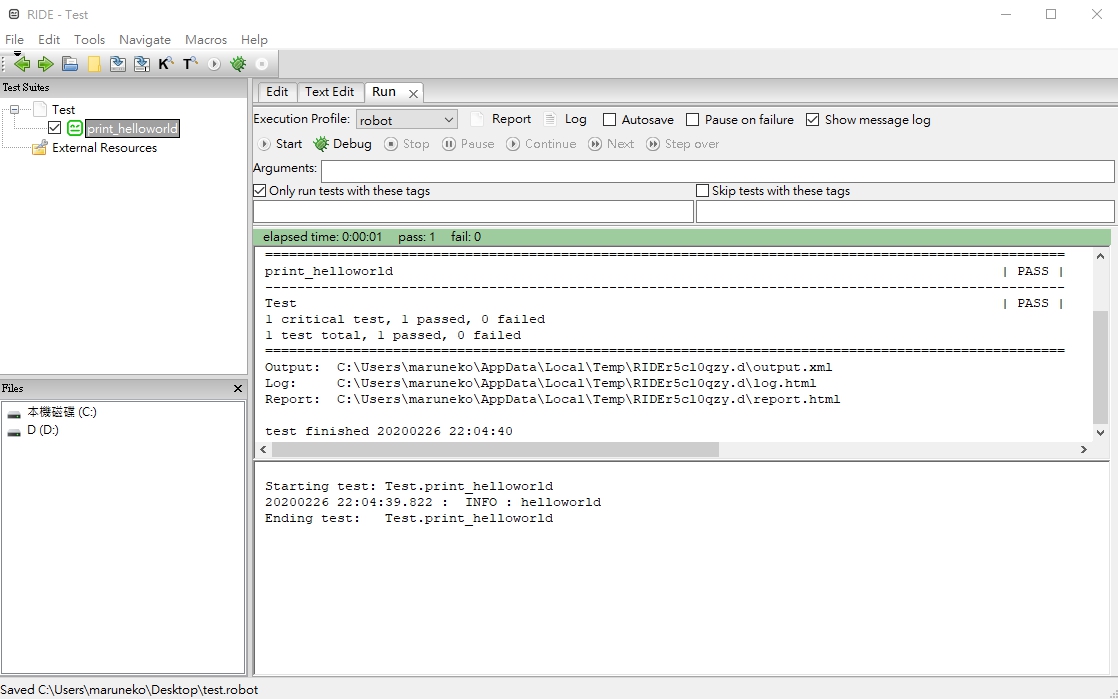 RIDE - Test
File Edit Tools Navigate Macros Help
Test Suites
Test
print_helloworld
External Resources
Files
本機磁碟 (C:)
D (D:)
Edit Text Edit Run
Execution Profile: robot Report Log Autosave Pause on failure Show message log
Start Debug Stop Pause Continue Next Step over
Arguments:
Only run tests with these tags Skip tests with these tags
elapsed time: 0:00:01 pass: 1 fail: 0
==============================================================================
print_helloworld | PASS |
------------------------------------------------------------------------------
Test | PASS |
1 critical test, 1 passed, 0 failed
1 test total, 1 passed, 0 failed
==============================================================================
Output: C:\Users\maruneko\AppData\Local\Temp\RIDEr5cl0qzy.d\output.xml
Log: C:\Users\maruneko\AppData\Local\Temp\RIDEr5cl0qzy.d\log.html
Report: C:\Users\maruneko\AppData\Local\Temp\RIDEr5cl0qzy.d\report.html
test finished 20200226 22:04:40
Starting test: Test.print_helloworld
20200226 22:04:39.822 : INFO : helloworld
Ending test: Test.print_helloworld
Saved C:\Users\maruneko\Desktop\test.robot